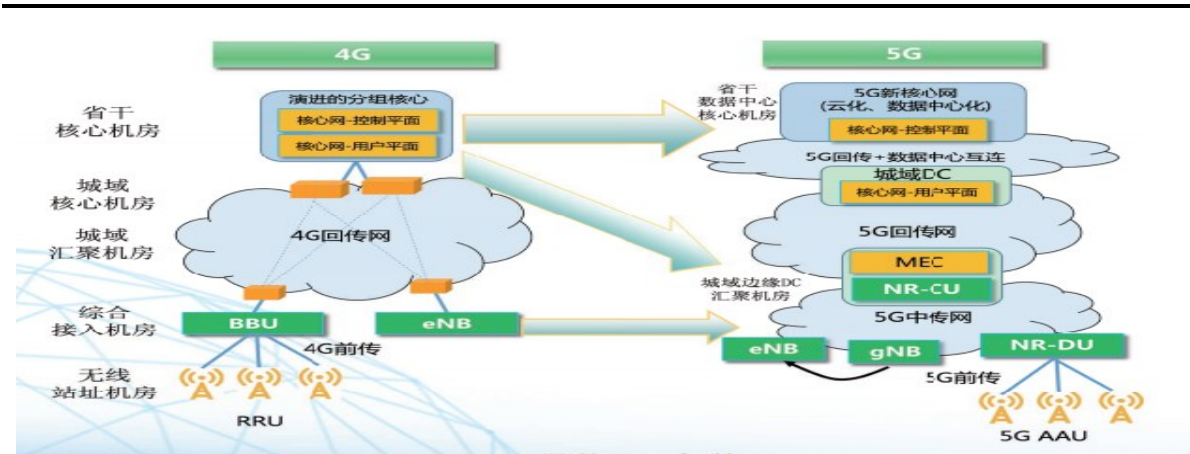 4G
5G
省干
核心机房
演进的分组核心
核心网-控制平面
核心网-用户平面
省干
数据中心
核心机房
5G新核心网
(云化、数据中心化)
核心网-控制平面
5G回传+数据中心互连
城域
核心机房
城域DC
核心网-用户平面
城域
汇聚机房
4G回传网
5G回传网
MEC
NR-CU
城域边缘DC
汇聚机房
综合
接入机房
BBU
eNB
5G中传网
4G前传
eNB
gNB
NR-DU
5G前传
无线
站址机房
RRU
5G AAU